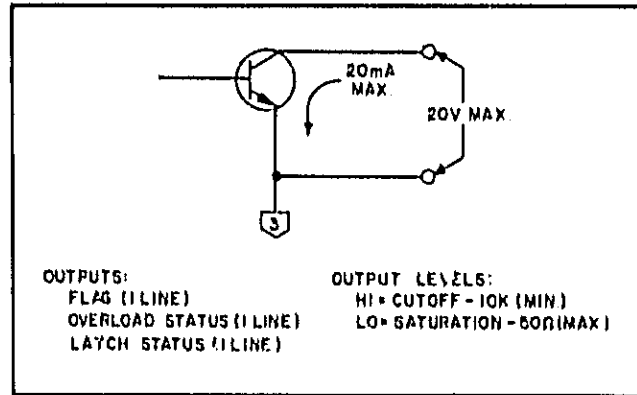 20mA
MAX.
20V MAX.
3
OUTPUTS:
FLAG (1 LINE)
OVERLOAD STATUS (1 LINE)
LATCH STATUS (1 LINE)
OUTPUT LEVELS:
HI = CUTOFF - 10K (MIN.)
LO = SATURATION - 50Ω (MAX)